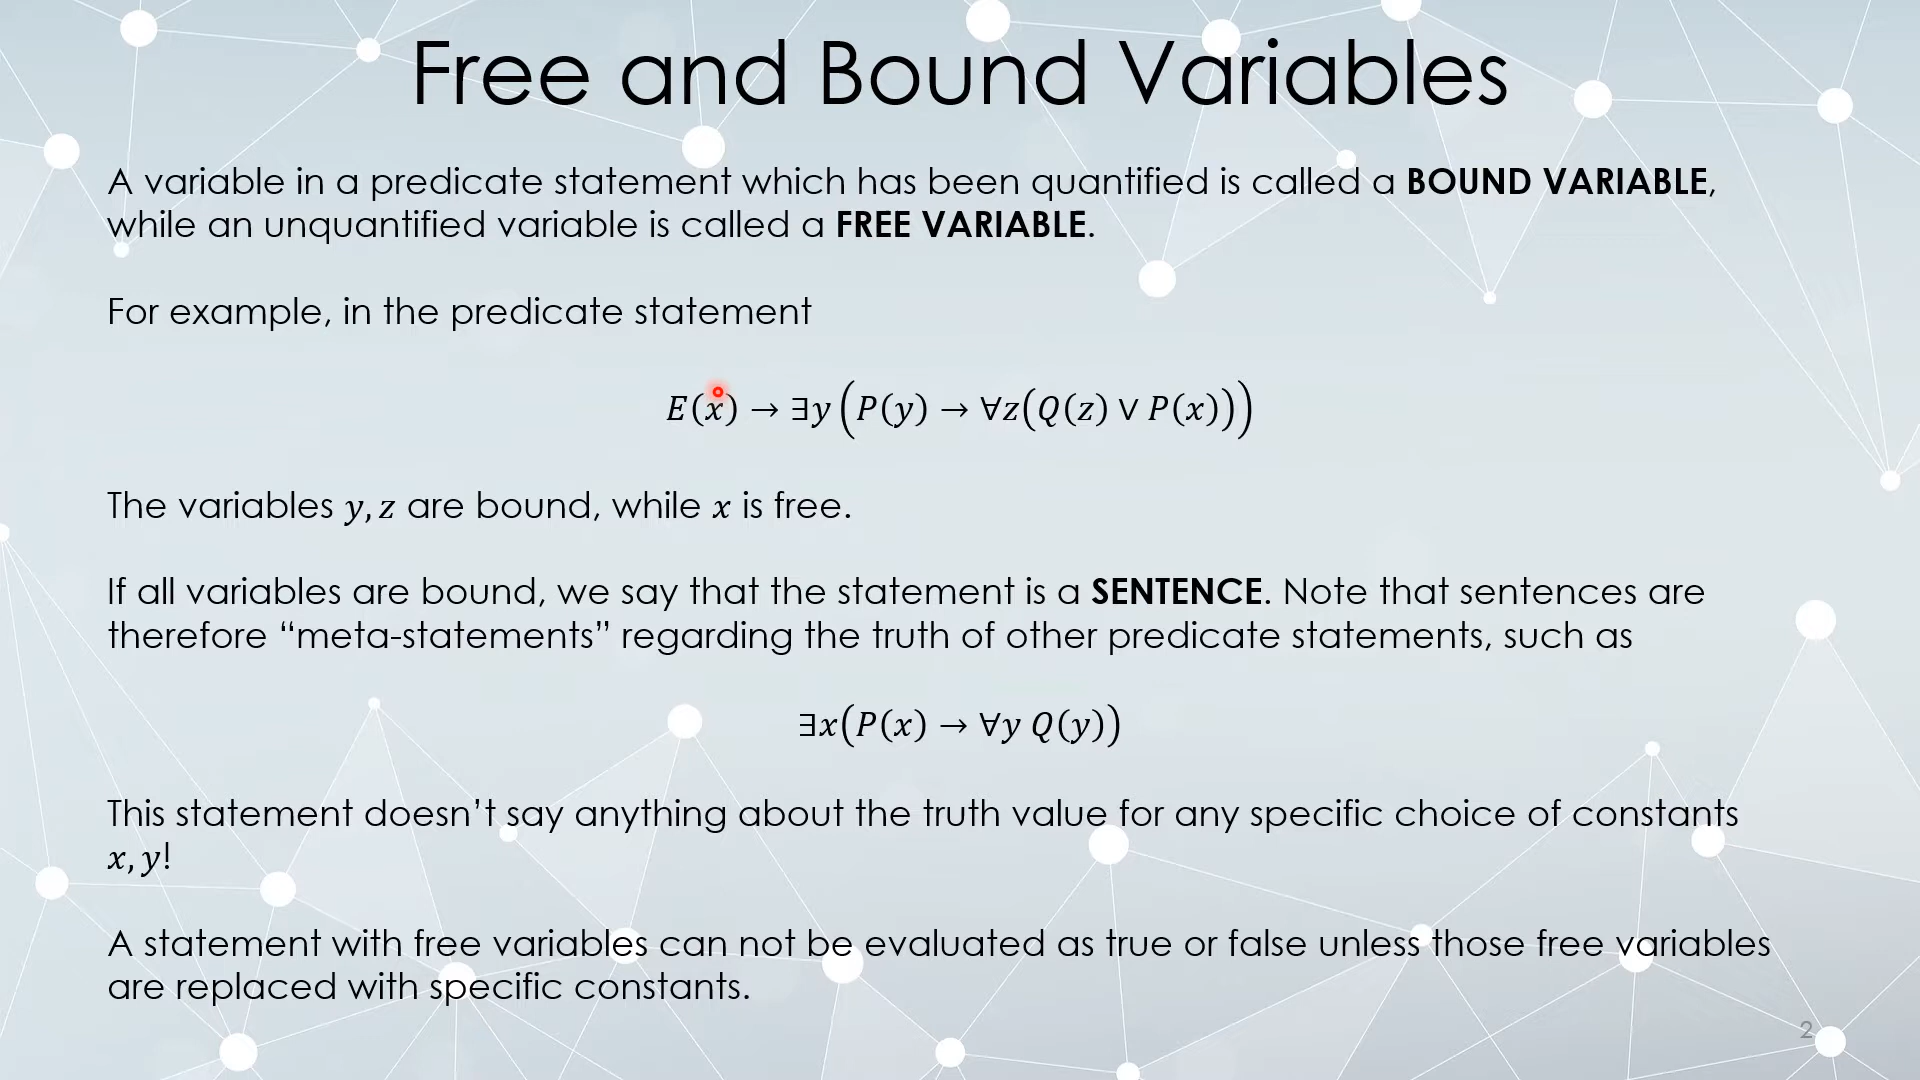 Free and Bound Variables
A variable in a predicate statement which has been quantified is called a BOUND VARIABLE,
while an unquantified variable is called a FREE VARIABLE.
For example, in the predicate statement
E(x) → ∃y(P(y) → ∀z(Q(z) ∨ P(x)))
The variables y, z are bound, while x is free.
If all variables are bound, we say that the statement is a SENTENCE. Note that sentences are
therefore “meta-statements” regarding the truth of other predicate statements, such as
∃x(P(x) → ∀y Q(y))
This statement doesn’t say anything about the truth value for any specific choice of constants
x, y!
A statement with free variables can not be evaluated as true or false unless those free variables
are replaced with specific constants.
2